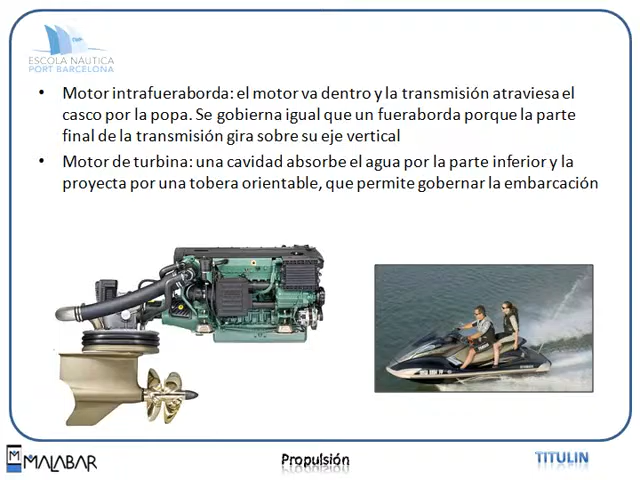 ESCOLA NÀUTICA
PORT BARCELONA
• Motor intrafueraborda: el motor va dentro y la transmisión atraviesa el
casco por la popa. Se gobierna igual que un fueraborda porque la parte
final de la transmisión gira sobre su eje vertical
• Motor de turbina: una cavidad absorbe el agua por la parte inferior y la
proyecta por una tobera orientable, que permite gobernar la embarcación
MALABAR
Propulsión
TITULIN